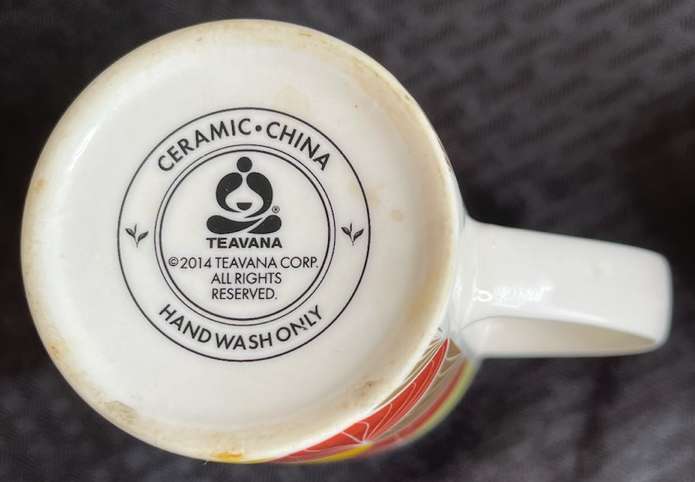 CERAMIC • CHINA
®
TEAVANA
©2014 TEAVANA CORP.
ALL RIGHTS
RESERVED.
HAND WASH ONLY